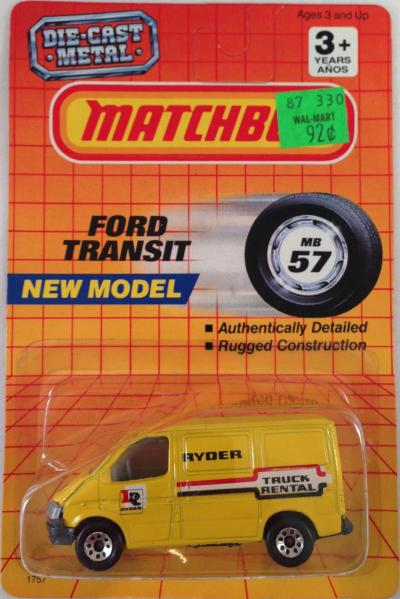 Ages 3 and Up
DIE-CAST
METAL
3+
YEARS
AÑOS
MATCHB
87 330
WAL-MART
92¢
FORD
TRANSIT
MB
57
NEW MODEL
■ Authentically Detailed
■ Rugged Construction
RYDER
TRUCK
RENTAL
R
RYDER
1757